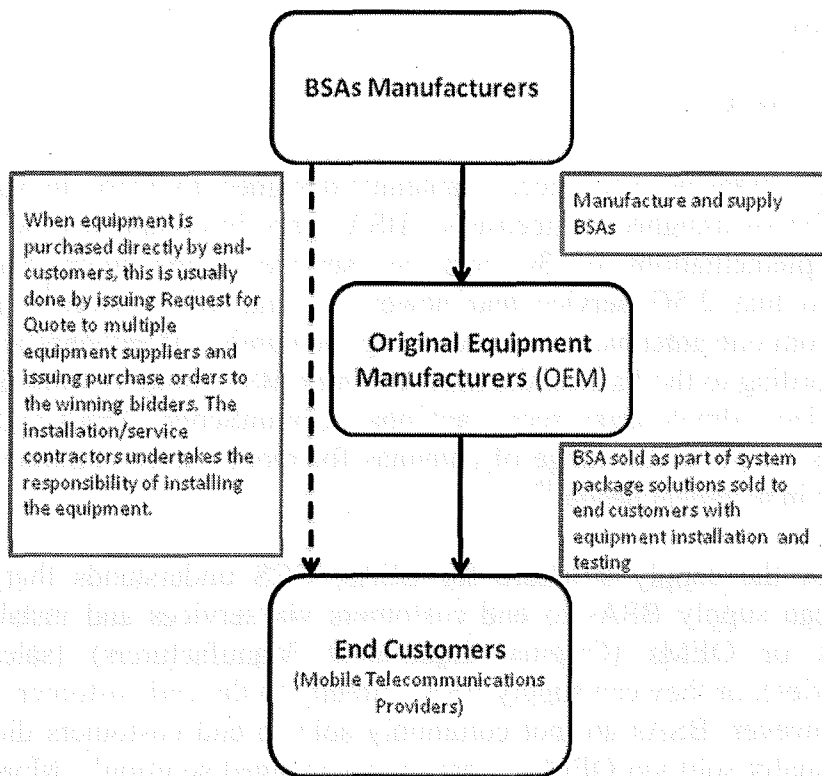 BSAs Manufacturers
When equipment is
purchased directly by end-
customers, this is usually
done by issuing Request for
Quote to multiple
equipment suppliers and
issuing purchase orders to
the winning bidders. The
installation/service
contractors undertakes the
responsibility of installing
the equipment.
Manufacture and supply
BSAs
Original Equipment
Manufacturers (OEM)
BSA sold as part of system
package solutions sold to
end customers with
equipment installation and
testing
End Customers
(Mobile Telecommunications
Providers)